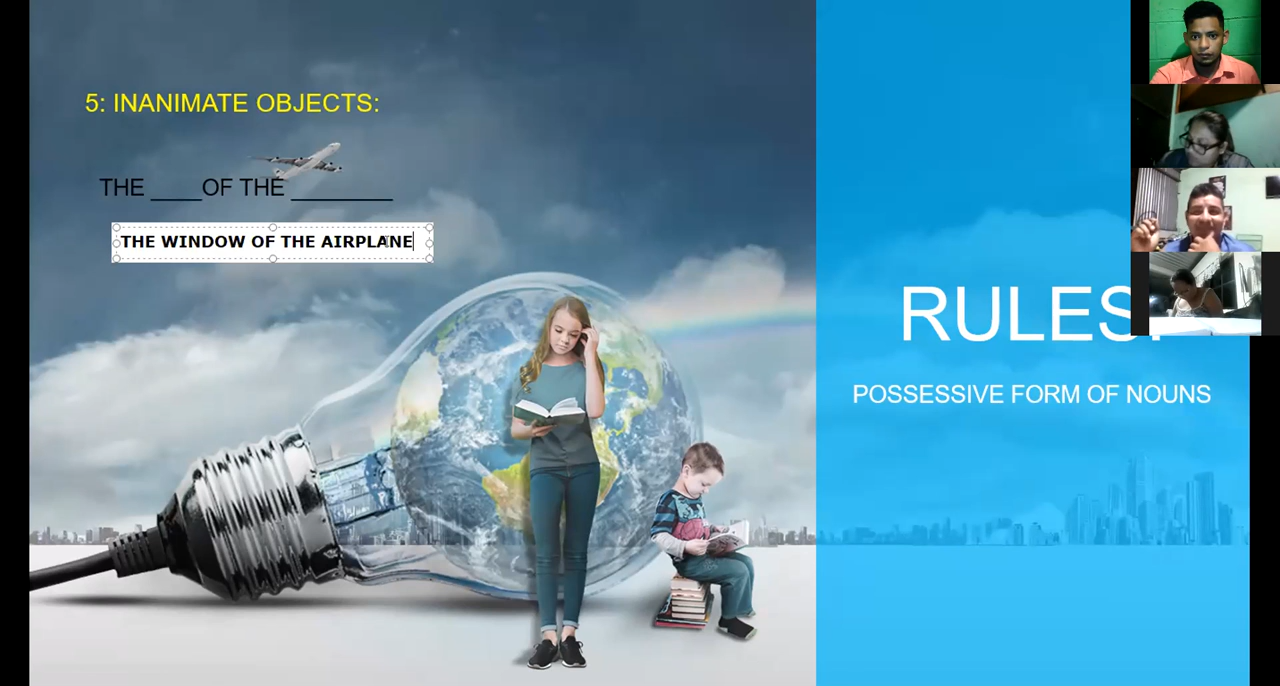 5: INANIMATE OBJECTS:
THE ____OF THE ________
THE WINDOW OF THE AIRPLANE
RULES:
POSSESSIVE FORM OF NOUNS